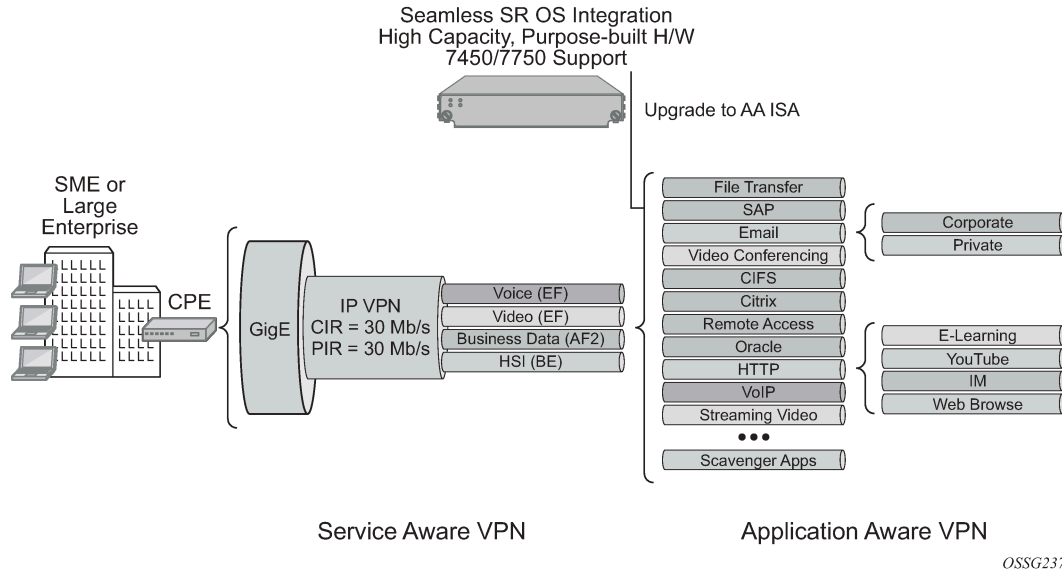 Seamless SR OS Integration
High Capacity, Purpose-built H/W
7450/7750 Support
Upgrade to AA ISA
SME or
Large
Enterprise
CPE
GigE
IP VPN
CIR = 30 Mb/s
PIR = 30 Mb/s
Voice (EF)
Video (EF)
Business Data (AF2)
HSI (BE)
File Transfer
SAP
Email
Video Conferencing
CIFS
Citrix
Remote Access
Oracle
HTTP
VoIP
Streaming Video
•••
Scavenger Apps
Corporate
Private
E-Learning
YouTube
IM
Web Browse
Service Aware VPN
Application Aware VPN
OSSG237